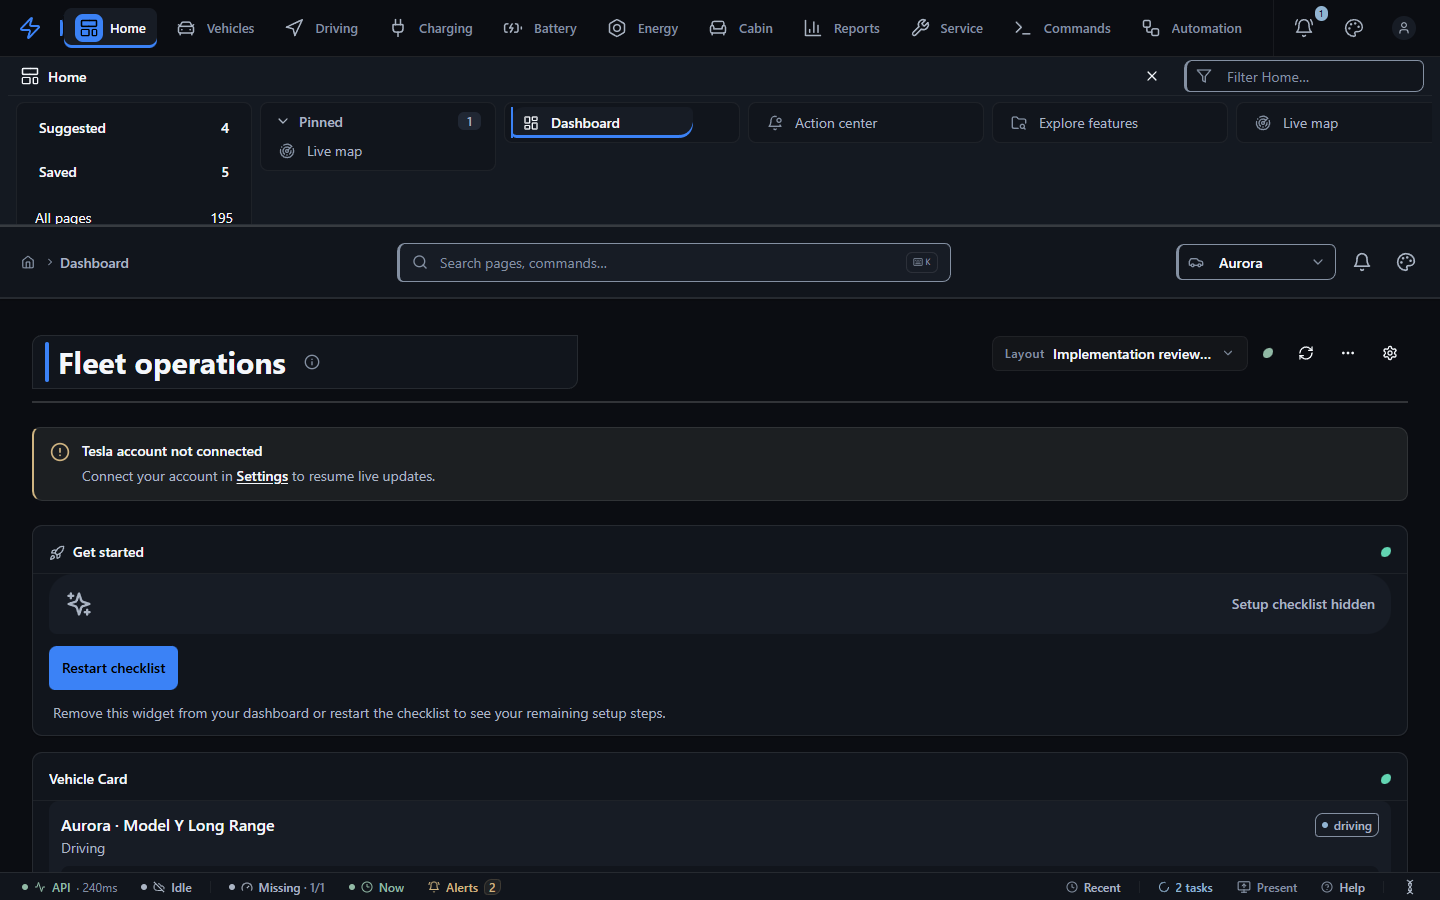 Home Vehicles Driving Charging Battery Energy Cabin Reports Service Commands Automation 1
Home Filter Home...
Suggested 4
Saved 5
All pages 195
Pinned 1
Live map
Dashboard Action center Explore features Live map
Dashboard Search pages, commands... K Aurora
Fleet operations Layout Implementation review...
Tesla account not connected
Connect your account in Settings to resume live updates.
Get started
Setup checklist hidden
Restart checklist
Remove this widget from your dashboard or restart the checklist to see your remaining setup steps.
Vehicle Card
Aurora · Model Y Long Range driving
Driving
API · 240ms Idle Missing · 1/1 Now Alerts 2 Recent 2 tasks Present Help